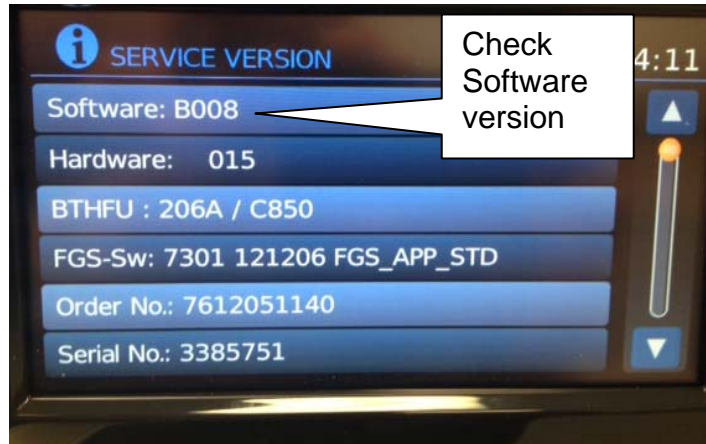 i SERVICE VERSION
4:11
Check
Software
version
Software: B008
Hardware: 015
BTHFU : 206A / C850
FGS-Sw: 7301 121206 FGS_APP_STD
Order No.: 7612051140
Serial No.: 3385751